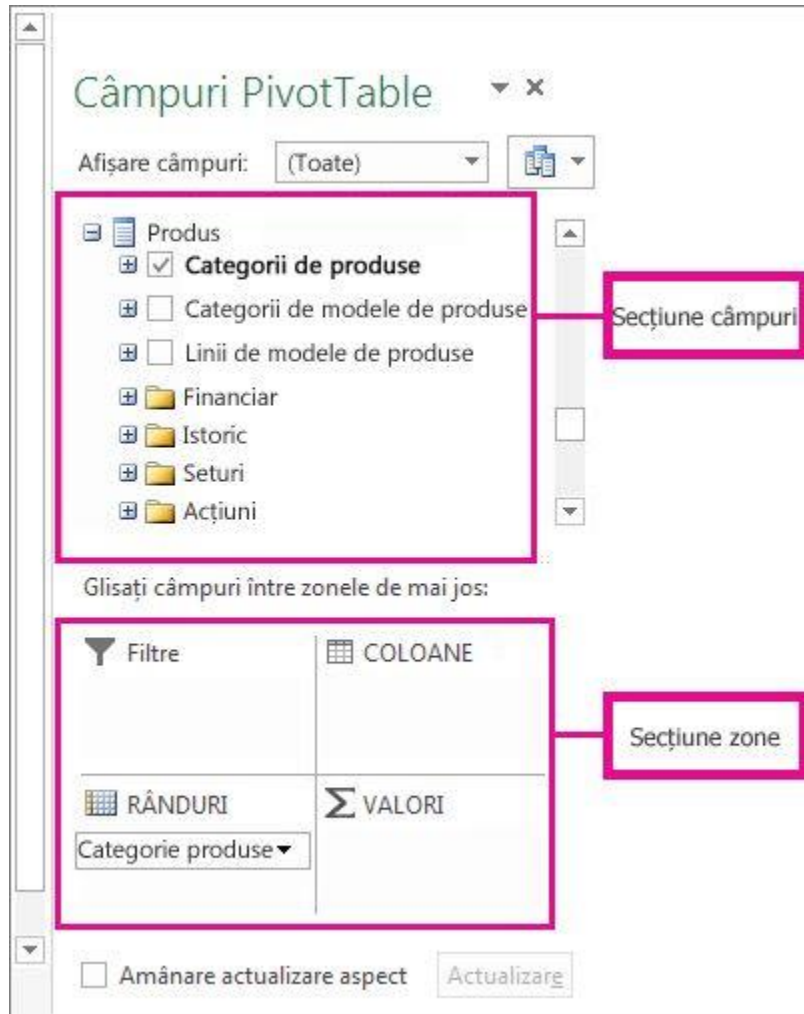 Câmpuri PivotTable
Afișare câmpuri: (Toate)
Produs
Categorii de produse
Categorii de modele de produse
Linii de modele de produse
Financiar
Istoric
Seturi
Acțiuni
Secțiune câmpuri
Glisați câmpuri între zonele de mai jos:
Filtre
COLOANE
RÂNDURI
VALORI
Categorie produse
Secțiune zone
Amânare actualizare aspect
Actualizare